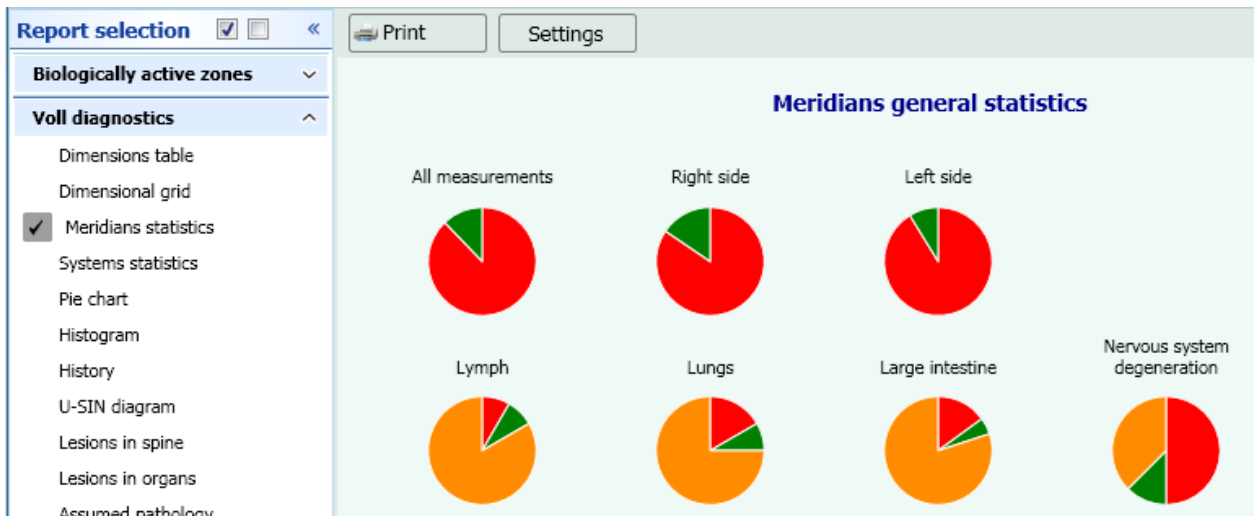 Report selection
Print
Settings
Biologically active zones
Voll diagnostics
Dimensions table
Dimensional grid
Meridians statistics
Systems statistics
Pie chart
Histogram
History
U-SIN diagram
Lesions in spine
Lesions in organs
Assumed pathology
Meridians general statistics
All measurements
Right side
Left side
Lymph
Lungs
Large intestine
Nervous system
degeneration